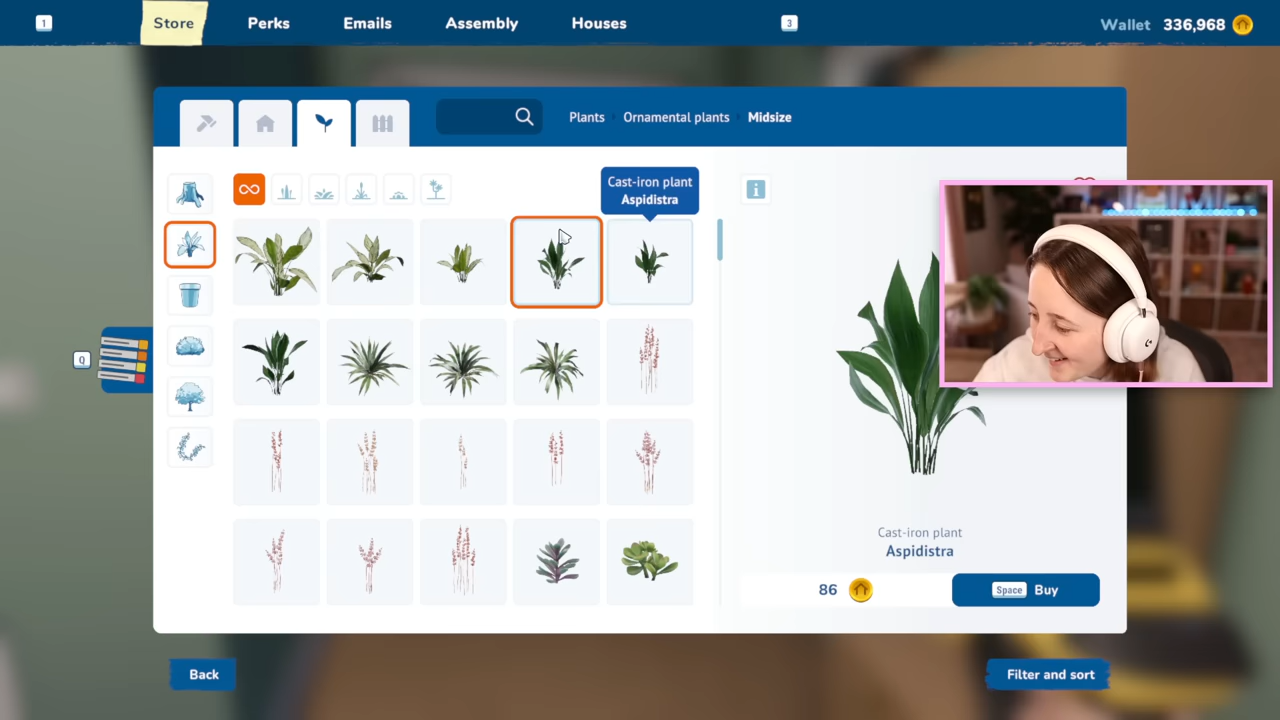 1
Store
Perks
Emails
Assembly
Houses
3
Wallet 336,968
Plants
Ornamental plants
Midsize
Cast-iron plant
Aspidistra
Q
Cast-iron plant
Aspidistra
86
Space Buy
Back
Filter and sort